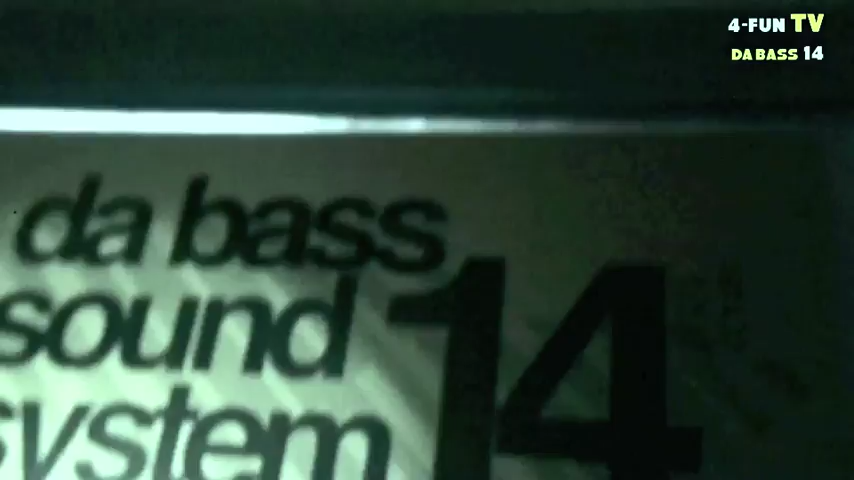 4-FUN TV
DA BASS 14
da bass
sound
system
14